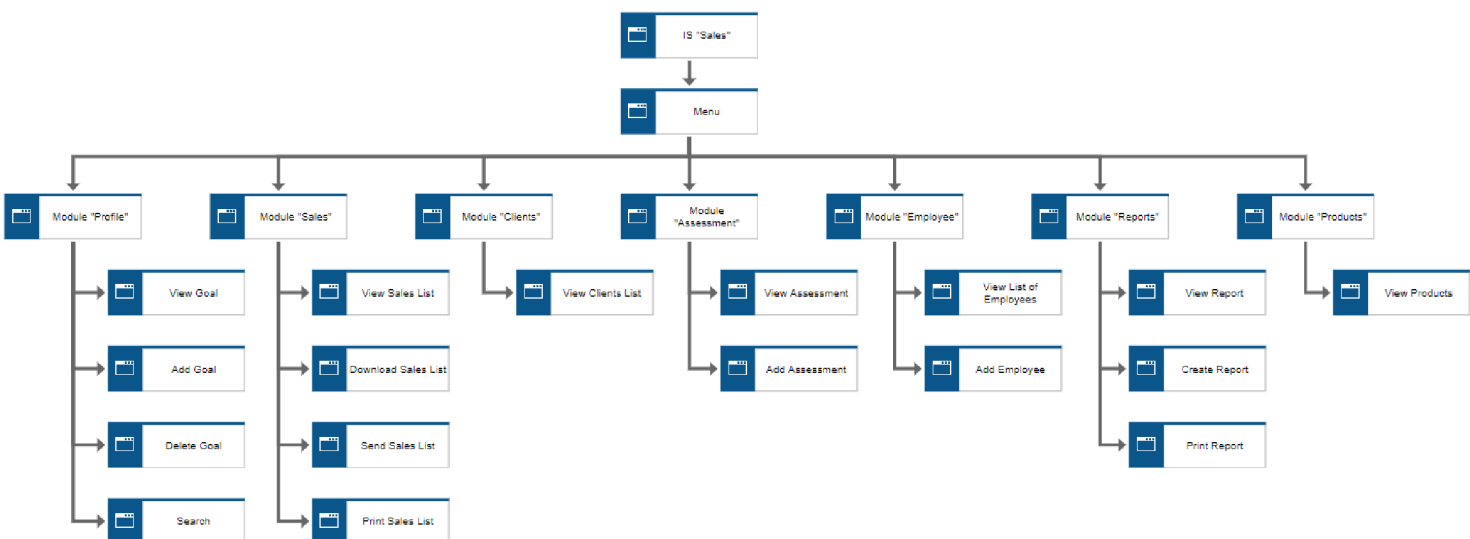 IS "Sales"
Menu
Module "Profile"
Module "Sales"
Module "Clients"
Module
"Assessment"
Module "Employee"
Module "Reports"
Module "Products"
View Goal
View Sales List
View Clients List
View Assessment
View List of
Employees
View Report
View Products
Add Goal
Download Sales List
Add Assessment
Add Employee
Create Report
Delete Goal
Send Sales List
Print Report
Search
Print Sales List